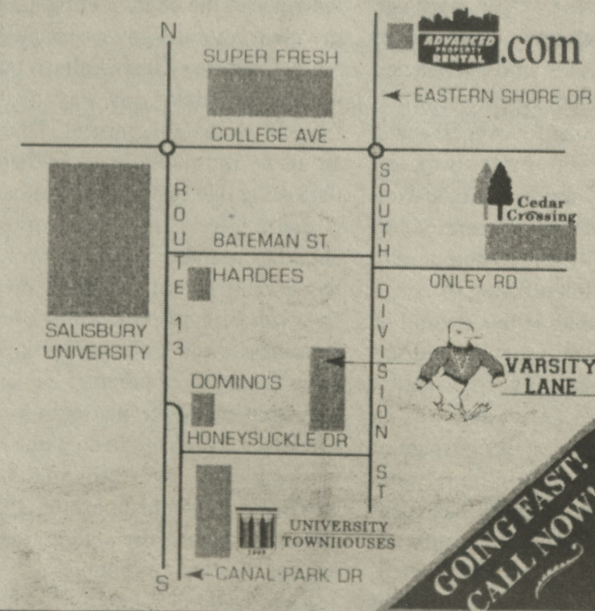 N
ADVANCED
PROPERTY
RENTAL
.com
SUPER FRESH
EASTERN SHORE DR
COLLEGE AVE
ROUTE 13
SOUTH DIVISION ST
Cedar
Crossing
BATEMAN ST.
HARDEES
ONLEY RD
SALISBURY
UNIVERSITY
VARSITY
LANE
DOMINO'S
HONEYSUCKLE DR
UNIVERSITY
TOWNHOUSES
S
CANAL PARK DR
GOING FAST!
CALL NOW!